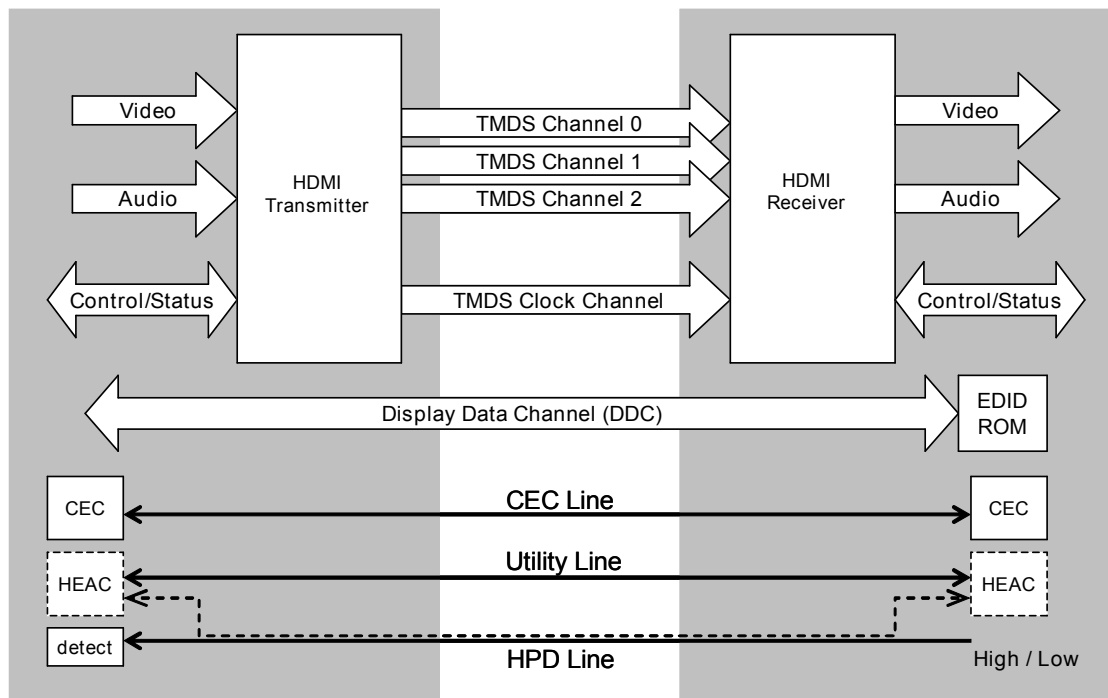 Video
Audio
Control/Status
HDMI
Transmitter
TMDS Channel 0
TMDS Channel 1
TMDS Channel 2
TMDS Clock Channel
HDMI
Receiver
Video
Audio
Control/Status
Display Data Channel (DDC)
EDID
ROM
CEC
CEC Line
CEC
HEAC
Utility Line
HEAC
detect
HPD Line
High / Low